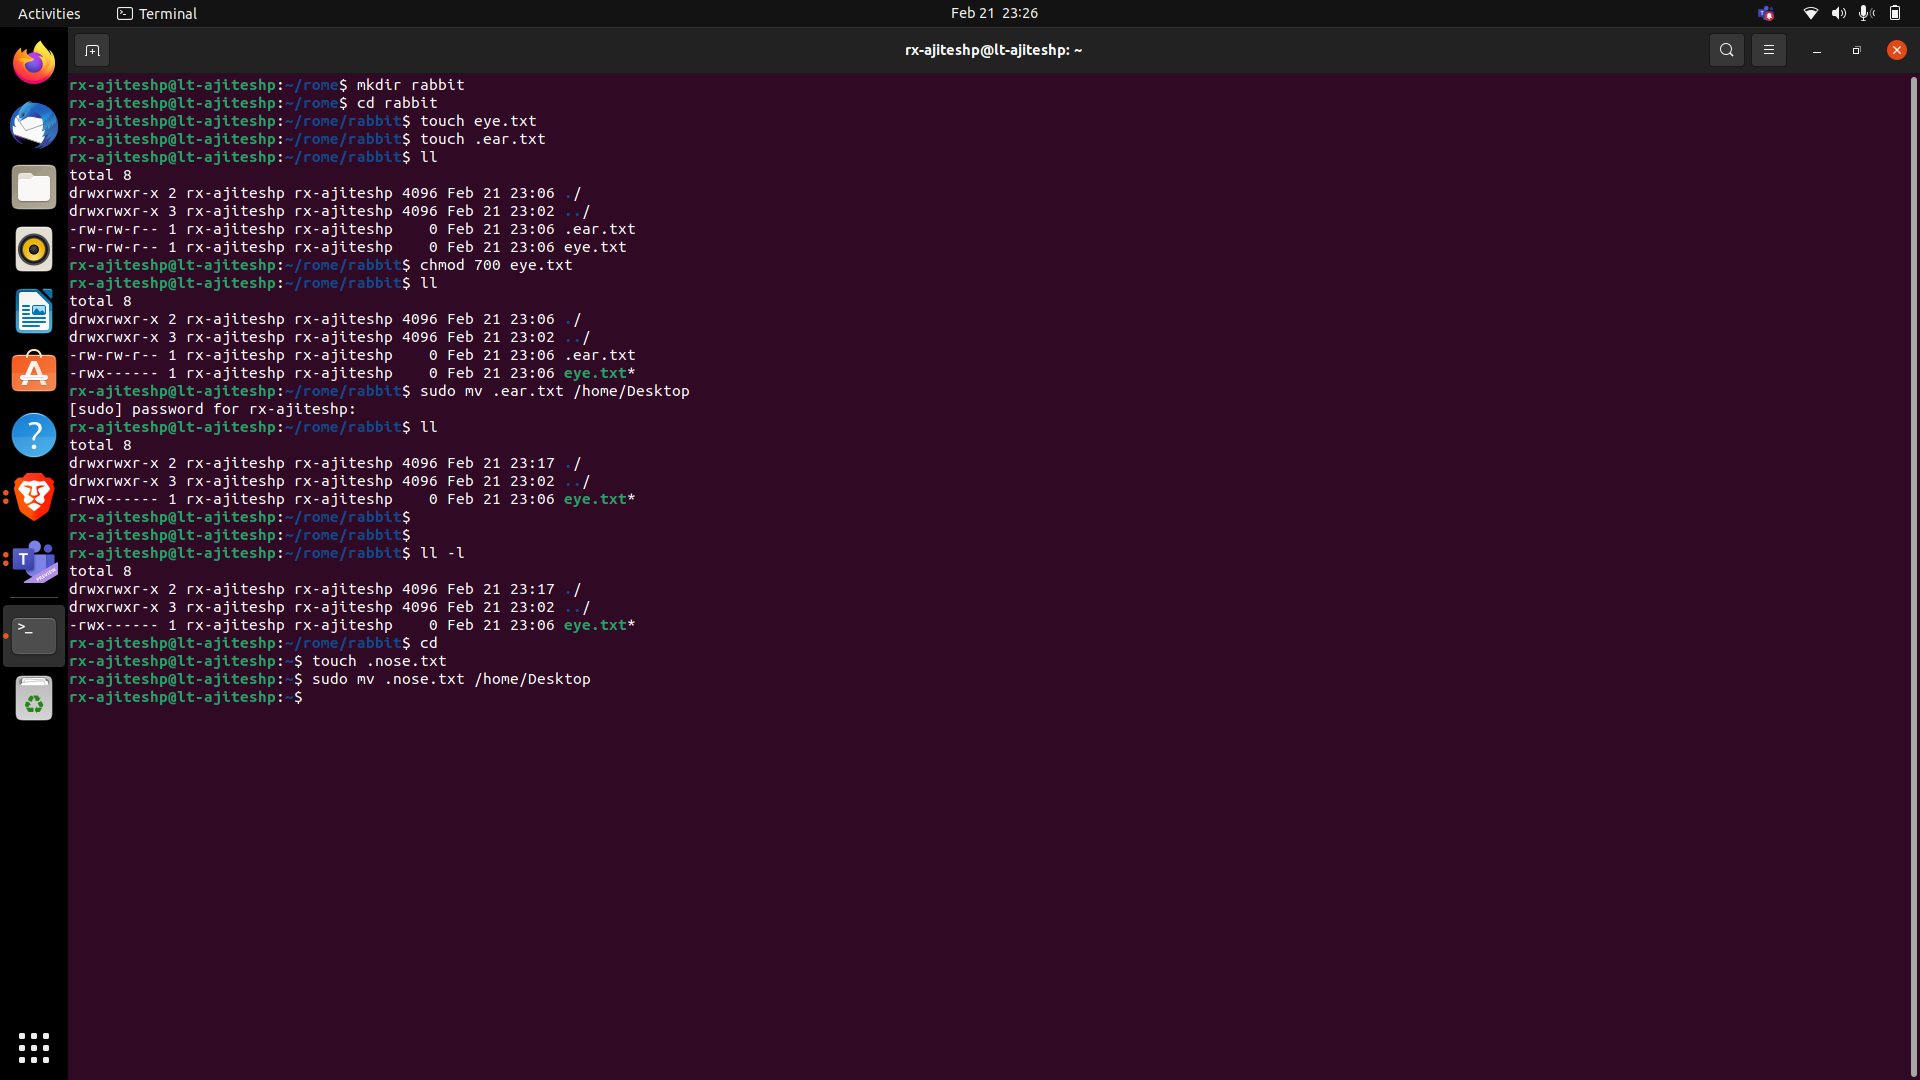 Activities Terminal Feb 21 23:26
rx-ajiteshp@lt-ajiteshp: ~
rx-ajiteshp@lt-ajiteshp:~/rome$ mkdir rabbit
rx-ajiteshp@lt-ajiteshp:~/rome$ cd rabbit
rx-ajiteshp@lt-ajiteshp:~/rome/rabbit$ touch eye.txt
rx-ajiteshp@lt-ajiteshp:~/rome/rabbit$ touch .ear.txt
rx-ajiteshp@lt-ajiteshp:~/rome/rabbit$ ll
total 8
drwxrwxr-x 2 rx-ajiteshp rx-ajiteshp 4096 Feb 21 23:06 ./
drwxrwxr-x 3 rx-ajiteshp rx-ajiteshp 4096 Feb 21 23:02 ../
-rw-rw-r-- 1 rx-ajiteshp rx-ajiteshp    0 Feb 21 23:06 .ear.txt
-rw-rw-r-- 1 rx-ajiteshp rx-ajiteshp    0 Feb 21 23:06 eye.txt
rx-ajiteshp@lt-ajiteshp:~/rome/rabbit$ chmod 700 eye.txt
rx-ajiteshp@lt-ajiteshp:~/rome/rabbit$ ll
total 8
drwxrwxr-x 2 rx-ajiteshp rx-ajiteshp 4096 Feb 21 23:06 ./
drwxrwxr-x 3 rx-ajiteshp rx-ajiteshp 4096 Feb 21 23:02 ../
-rw-rw-r-- 1 rx-ajiteshp rx-ajiteshp    0 Feb 21 23:06 .ear.txt
-rwx------ 1 rx-ajiteshp rx-ajiteshp    0 Feb 21 23:06 eye.txt*
rx-ajiteshp@lt-ajiteshp:~/rome/rabbit$ sudo mv .ear.txt /home/Desktop
[sudo] password for rx-ajiteshp:
rx-ajiteshp@lt-ajiteshp:~/rome/rabbit$ ll
total 8
drwxrwxr-x 2 rx-ajiteshp rx-ajiteshp 4096 Feb 21 23:17 ./
drwxrwxr-x 3 rx-ajiteshp rx-ajiteshp 4096 Feb 21 23:02 ../
-rwx------ 1 rx-ajiteshp rx-ajiteshp    0 Feb 21 23:06 eye.txt*
rx-ajiteshp@lt-ajiteshp:~/rome/rabbit$
rx-ajiteshp@lt-ajiteshp:~/rome/rabbit$
rx-ajiteshp@lt-ajiteshp:~/rome/rabbit$ ll -l
total 8
drwxrwxr-x 2 rx-ajiteshp rx-ajiteshp 4096 Feb 21 23:17 ./
drwxrwxr-x 3 rx-ajiteshp rx-ajiteshp 4096 Feb 21 23:02 ../
-rwx------ 1 rx-ajiteshp rx-ajiteshp    0 Feb 21 23:06 eye.txt*
rx-ajiteshp@lt-ajiteshp:~/rome/rabbit$ cd
rx-ajiteshp@lt-ajiteshp:~$ touch .nose.txt
rx-ajiteshp@lt-ajiteshp:~$ sudo mv .nose.txt /home/Desktop
rx-ajiteshp@lt-ajiteshp:~$